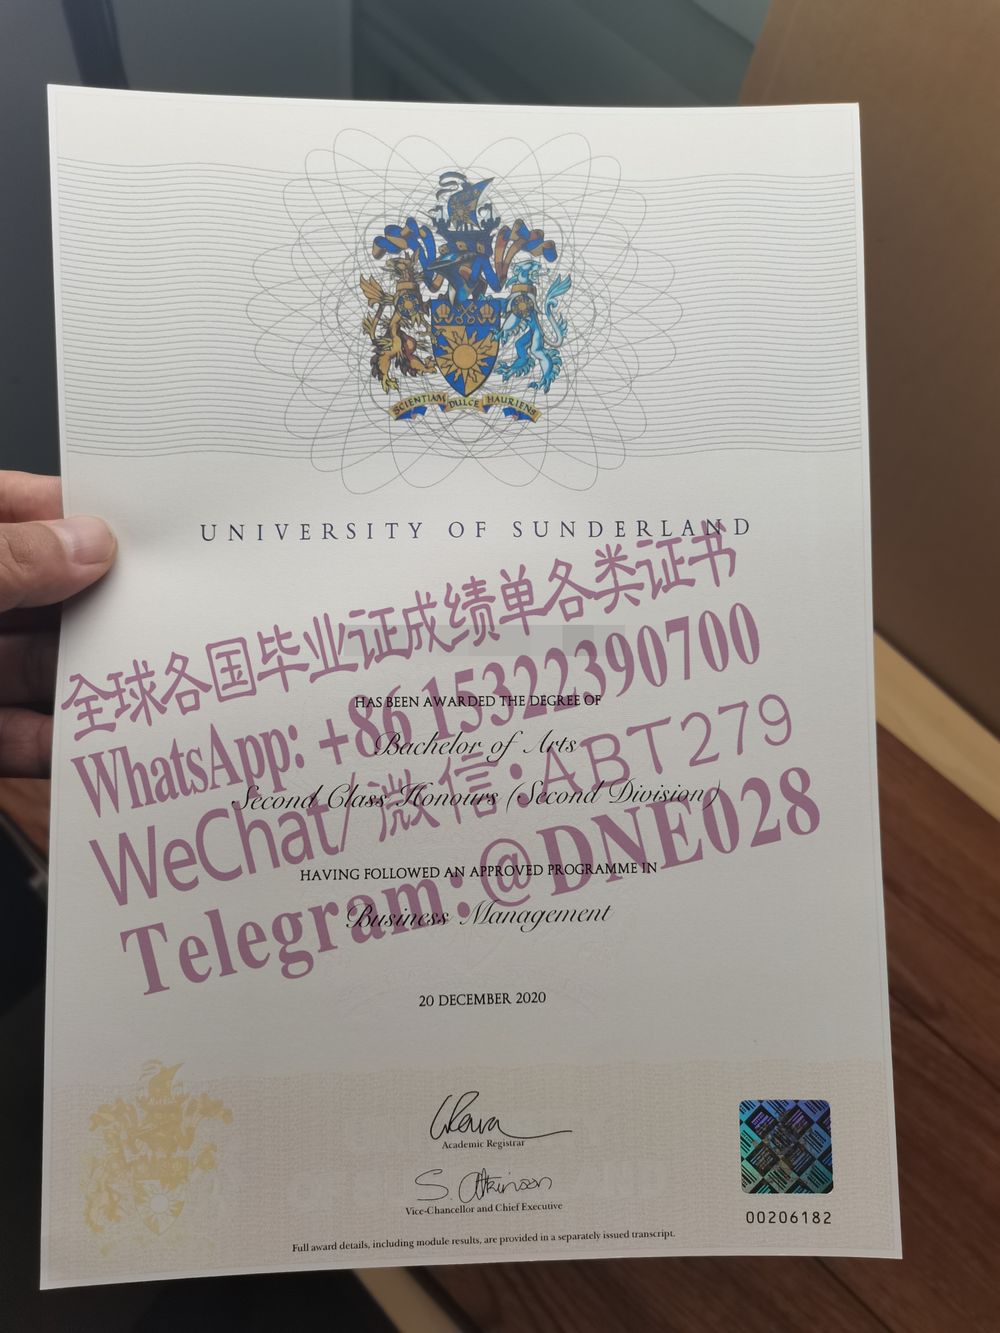 SCIENTIAM DULCE HAURIENS
UNIVERSITY OF SUNDERLAND
全球各国毕业证成绩单各类证书
WhatsApp: +86 15322390700
HAS BEEN AWARDED THE DEGREE OF
Bachelor of Arts
WeChat/微信:ABT279
Second Class Honours (Second Division)
Telegram:@DNE028
HAVING FOLLOWED AN APPROVED PROGRAMME IN
Business Management
20 DECEMBER 2020
Academic Registrar
S. Atkinson
Vice-Chancellor and Chief Executive
00206182
Full award details, including module results, are provided in a separately issued transcript.